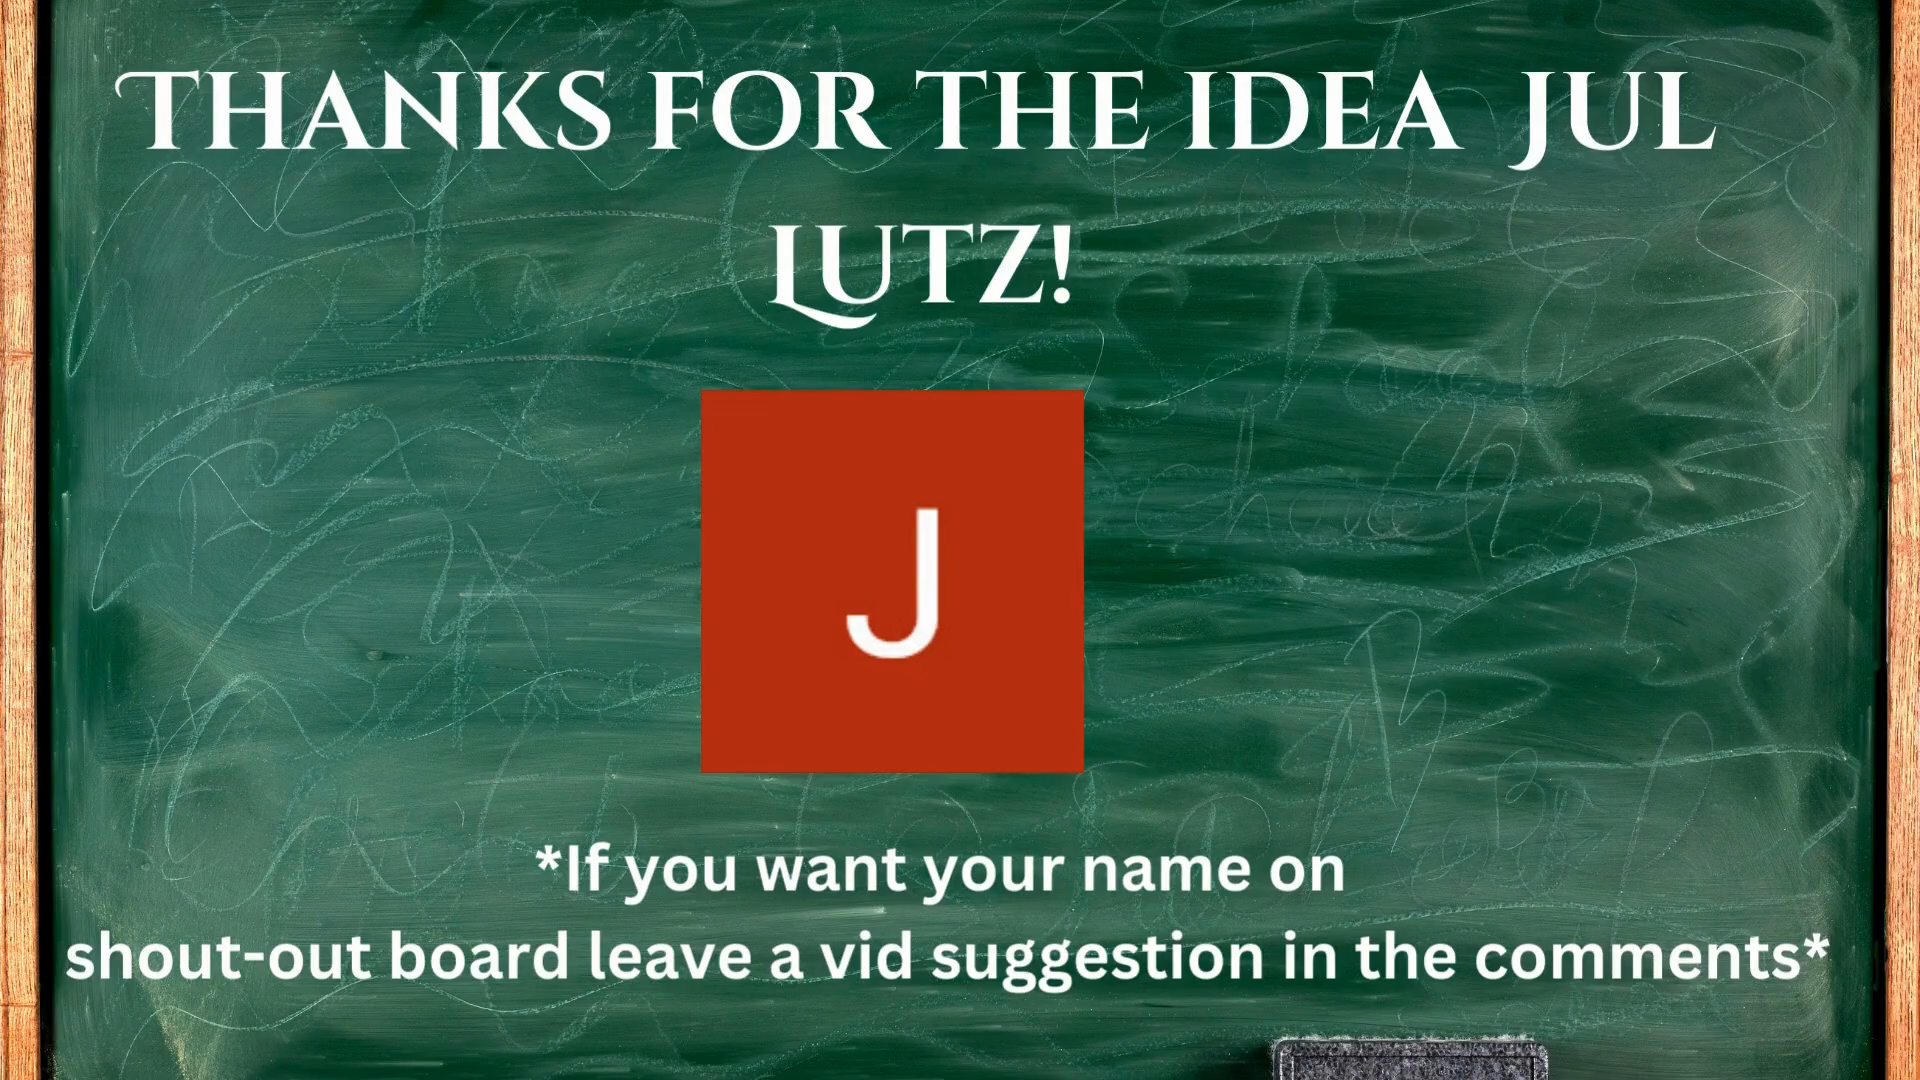 Thanks for the idea Jul
Lutz!
J
*If you want your name on
shout-out board leave a vid suggestion in the comments*